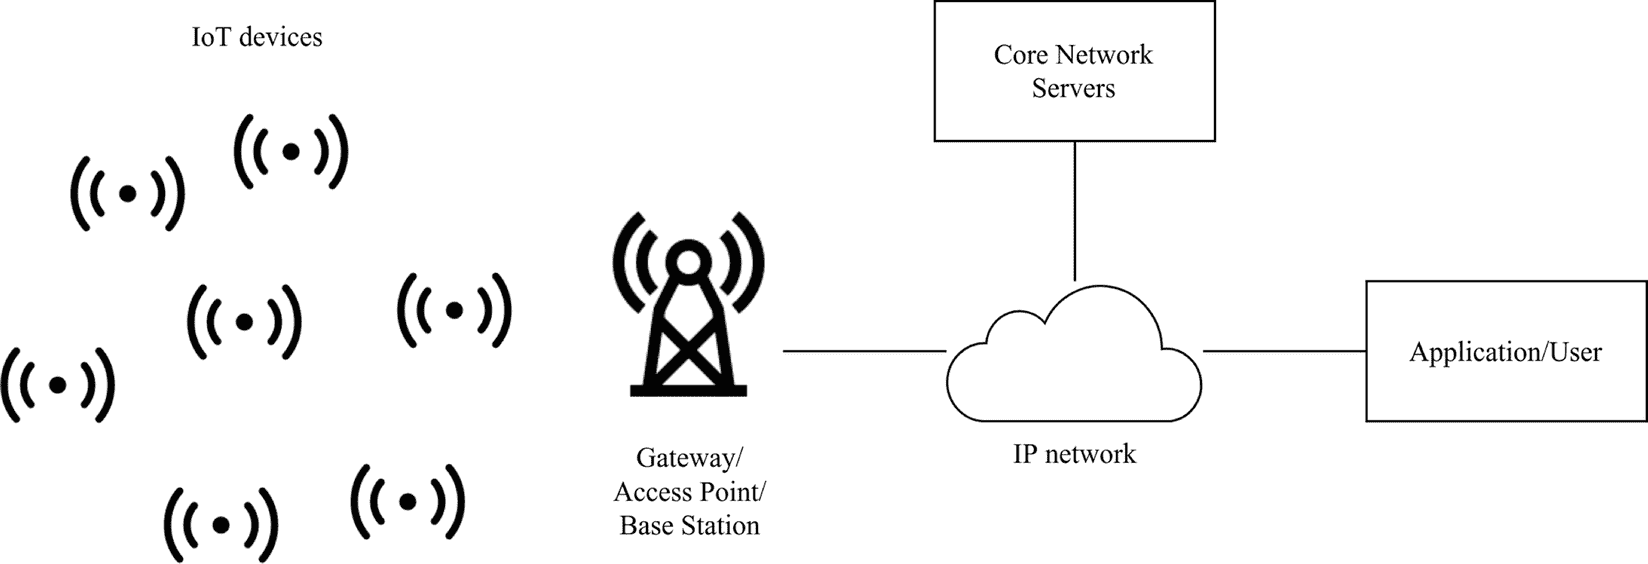 IoT devices
Core Network
Servers
Application/User
IP network
Gateway/
Access Point/
Base Station